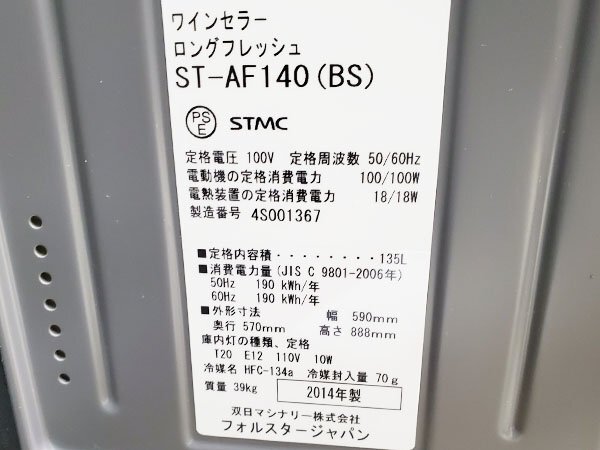 ワインセラー
ロングフレッシュ
ST-AF140(BS)
PS
E
STMC
定格電圧 100V 定格周波数 50/60Hz
電動機の定格消費電力 100/100W
電熱装置の定格消費電力 18/18W
製造番号 4S001367
■定格内容積・・・・・・・・135L
■消費電力量(JIS C 9801-2006年)
50Hz 190 kWh/年
60Hz 190 kWh/年
■外形寸法 幅 590mm
奥行 570mm 高さ 888mm
庫内灯の種類、定格
T20 E12 110V 10W
冷媒名 HFC-134a 冷媒封入量 70g
質量 39kg 2014年製
双日マシナリー株式会社
フォルスタージャパン